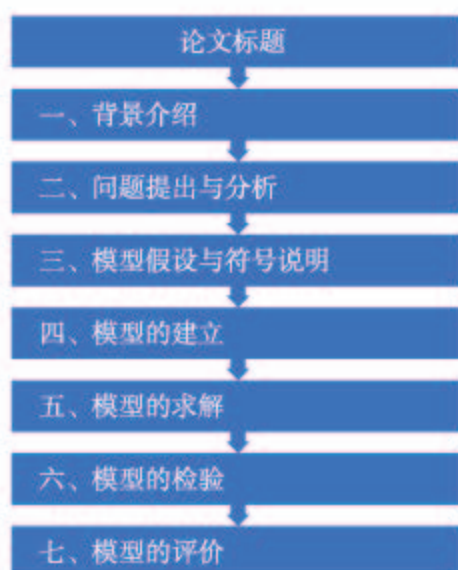 论文标题
一、背景介绍
二、问题提出与分析
三、模型假设与符号说明
四、模型的建立
五、模型的求解
六、模型的检验
七、模型的评价